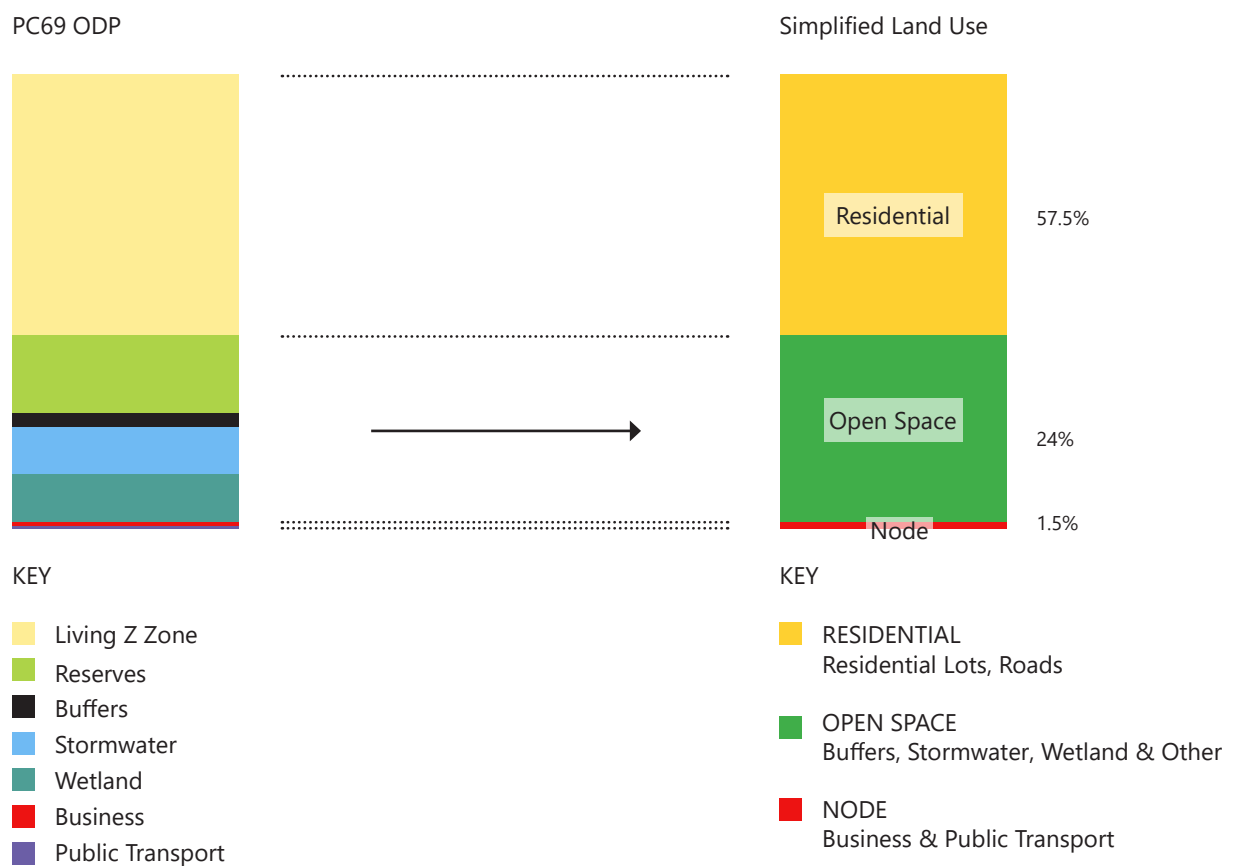 PC69 ODP
Simplified Land Use
Residential
57.5%
Open Space
24%
Node
1.5%
KEY
Living Z Zone
Reserves
Buffers
Stormwater
Wetland
Business
Public Transport
KEY
RESIDENTIAL
Residential Lots, Roads
OPEN SPACE
Buffers, Stormwater, Wetland & Other
NODE
Business & Public Transport